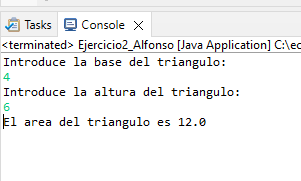 Tasks Console
<terminated> Ejercicio2_Alfonso [Java Application] C:\ec
Introduce la base del triangulo:
4
Introduce la altura del triangulo:
6
El area del triangulo es 12.0